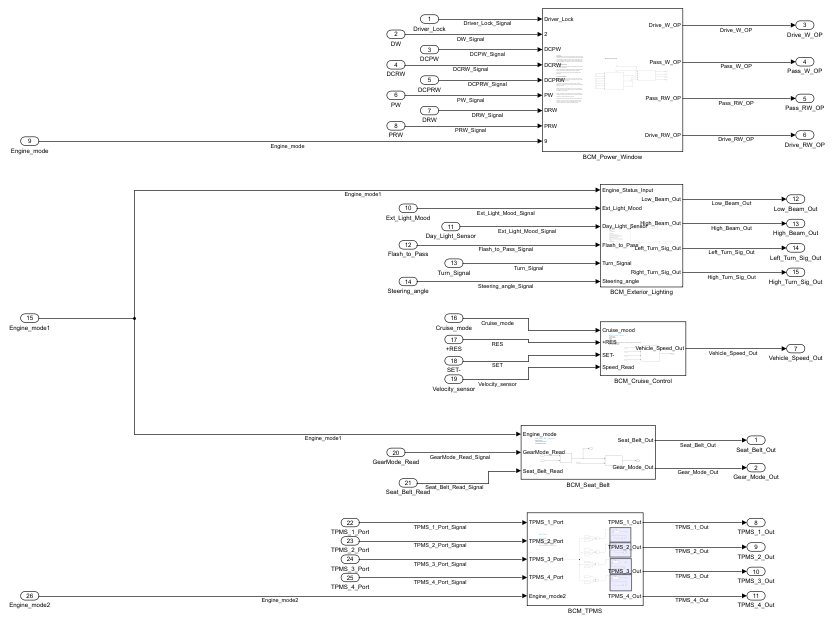 1
Driver_Lock
Driver_Lock_Signal
Driver_Lock
2
DW
DW_Signal
2
3
DCPW
DCPW_Signal
DCPW
4
DCRW
DCRW_Signal
DCRW
5
DCPRW
DCPRW_Signal
DCPRW
6
PW
PW_Signal
PW
7
DRW
DRW_Signal
DRW
8
PRW
PRW_Signal
PRW
9
Engine_mode
Engine_mode
9
Drive_W_OP
Drive_W_OP
3
Drive_W_OP
Pass_W_OP
Pass_W_OP
4
Pass_W_OP
Pass_RW_OP
Pass_RW_OP
5
Pass_RW_OP
Drive_RW_OP
Drive_RW_OP
6
Drive_RW_OP
BCM_Power_Window
15
Engine_mode1
Engine_mode1
Engine_Status_Input
10
Ext_Light_Mood
Ext_Light_Mood_Signal
Ext_Light_Mood
11
Day_Light_Sensor
Ext_Light_Mood_Signal
Day_Light_Sensor
12
Flash_to_Pass
Flash_to_Pass_Signal
Flash_to_Pass
13
Turn_Signal
Turn_Signal
Turn_Signal
14
Steering_angle
Steering_angle_Signal
Steering_angle
Low_Beam_Out
Low_Beam_Out
12
Low_Beam_Out
High_Beam_Out
High_Beam_Out
13
High_Beam_Out
Left_Turn_Sig_Out
Left_Turn_Sig_Out
14
Left_Turn_Sig_Out
Right_Turn_Sig_Out
High_Turn_Sig_Out
15
High_Turn_Sig_Out
BCM_Exterior_Lighting
16
Cruise_mode
Cruise_mode
Cruise_mood
17
+RES
RES
+RES
18
SET-
SET
SET-
19
Velocity_sensor
Velocity_sensor
Speed_Read
Vehicle_Speed_Out
Vehicle_Speed_Out
7
Vehicle_Speed_Out
BCM_Cruise_Control
Engine_mode1
Engine_mode
20
GearMode_Read
GearMode_Read_Signal
GearMode_Read
21
Seat_Belt_Read
Seat_Belt_Read_Signal
Seat_Belt_Read
Seat_Belt_Out
Seat_Belt_Out
1
Seat_Belt_Out
Gear_Mode_Out
Gear_Mode_Out
2
Gear_Mode_Out
BCM_Seat_Belt
22
TPMS_1_Port
TPMS_1_Port_Signal
TPMS_1_Port
23
TPMS_2_Port
TPMS_2_Port_Signal
TPMS_2_Port
24
TPMS_3_Port
TPMS_3_Port_Signal
TPMS_3_Port
25
TPMS_4_Port
TPMS_4_Port_Signal
TPMS_4_Port
26
Engine_mode2
Engine_mode2
Engine_mode2
TPMS_1_Out
TPMS_1_Out
8
TPMS_1_Out
TPMS_2_Out
TPMS_2_Out
9
TPMS_2_Out
TPMS_3_Out
TPMS_3_Out
10
TPMS_3_Out
TPMS_4_Out
TPMS_4_Out
11
TPMS_4_Out
BCM_TPMS